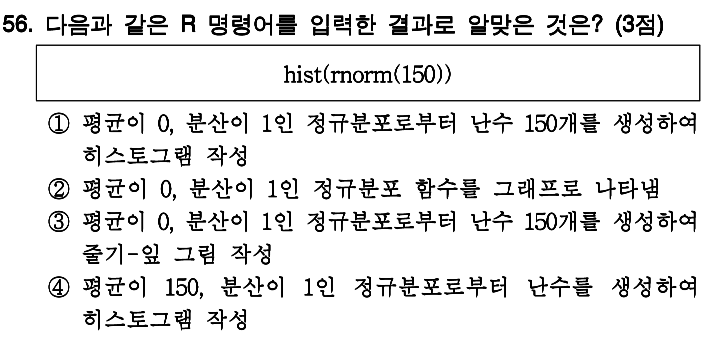 56. 다음과 같은 R 명령어를 입력한 결과로 알맞은 것은? (3점)
hist(rnorm(150))
① 평균이 0, 분산이 1인 정규분포로부터 난수 150개를 생성하여
히스토그램 작성
② 평균이 0, 분산이 1인 정규분포 함수를 그래프로 나타냄
③ 평균이 0, 분산이 1인 정규분포로부터 난수 150개를 생성하여
줄기-잎 그림 작성
④ 평균이 150, 분산이 1인 정규분포로부터 난수를 생성하여
히스토그램 작성